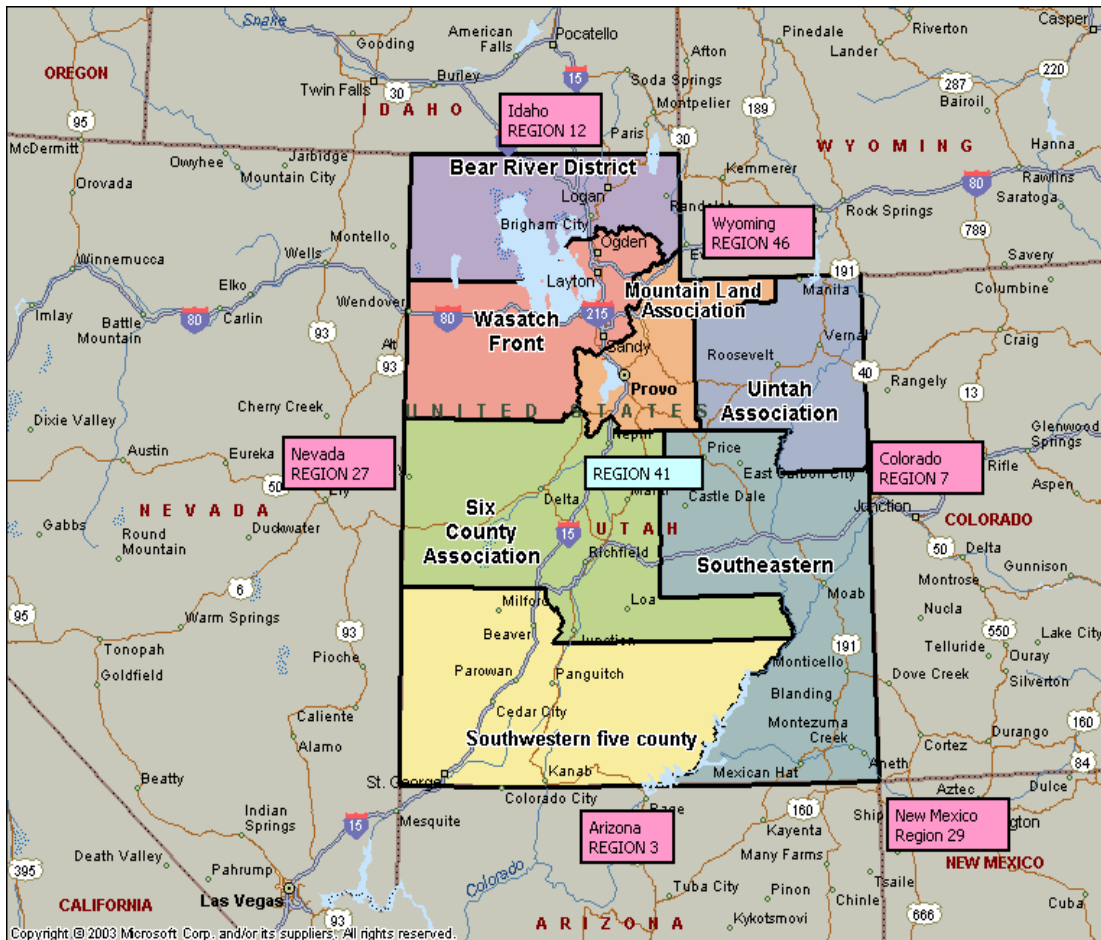 Snake
Gooding
American
Falls
Pocatello
Afton
Pinedale
Lander
Riverton
Casper
OREGON
Twin Falls
30
Burley
15
Soda Springs
Montpelier
189
287
Bairoil
220
95
IDAHO
Idaho
REGION 12
Paris
30
WYOMING
Hanna
McDermitt
Owyhee
Jarbidge
Mountain City
Bear River District
Kemmerer
80
Rawlins
Saratoga
Orovada
Logan
Rock Springs
Brigham City
Wyoming
REGION 46
789
Montello
Ogden
Savery
Winnemucca
Wells
Layton
Mountain Land
Association
191
Manila
Columbine
Elko
Wendover
Imlay
Battle
Mountain
80
Carlin
93
80
Wasatch
Front
215
Sandy
Vernal
Craig
93
Roosevelt
40
Rangely
13
Provo
Uintah
Association
Dixie Valley
Cherry Creek
UNITED STATES
Glenwood
Springs
Austin
Eureka
Nevada
REGION 27
REGION 41
Price
East Carbon City
Colorado
REGION 7
Rifle
Aspen
50
Ely
Delta
Castle Dale
Junction
Gabbs
NEVADA
Round
Mountain
Duckwater
Six
County
Association
15
UTAH
COLORADO
Richfield
Southeastern
50
Delta
Gunnison
6
Montrose
95
Warm Springs
93
Milford
Loa
Moab
Nucla
550
Lake City
Tonopah
Beaver
Junction
191
Telluride
Ouray
Goldfield
Pioche
Parowan
Panguitch
Monticello
Dove Creek
Silverton
Caliente
Cedar City
Blanding
160
Alamo
Southwestern five county
Montezuma
Creek
Cortez
Durango
Beatty
St. George
Kanab
Mexican Hat
Aneth
84
Colorado City
Aztec
Dulce
Indian
Springs
15
Mesquite
Page
160
Kayenta
New Mexico
Region 29
Arizona
REGION 3
Death Valley
Pahrump
Many Farms
NEW MEXICO
395
Colorado
Tuba City
Pinon
Chinle
Tsaile
CALIFORNIA
Las Vegas
93
ARIZONA
Kykotsmovi
666
Cuba
Copyright © 2003 Microsoft Corp. and/or its suppliers. All rights reserved.